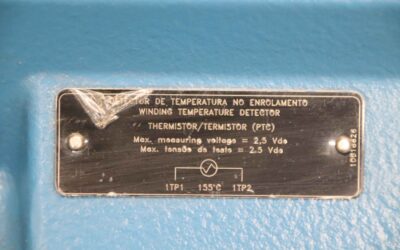 DE TEMPERATURA NO ENROLAMENTO
WINDING TEMPERATURE DETECTOR
THERMISTOR/TERMISTOR (PTC)
Max. measuring voltage = 2,5 Vdc
Max. tensão de teste = 2,5 Vdc
1TP1 155°C 1TP2